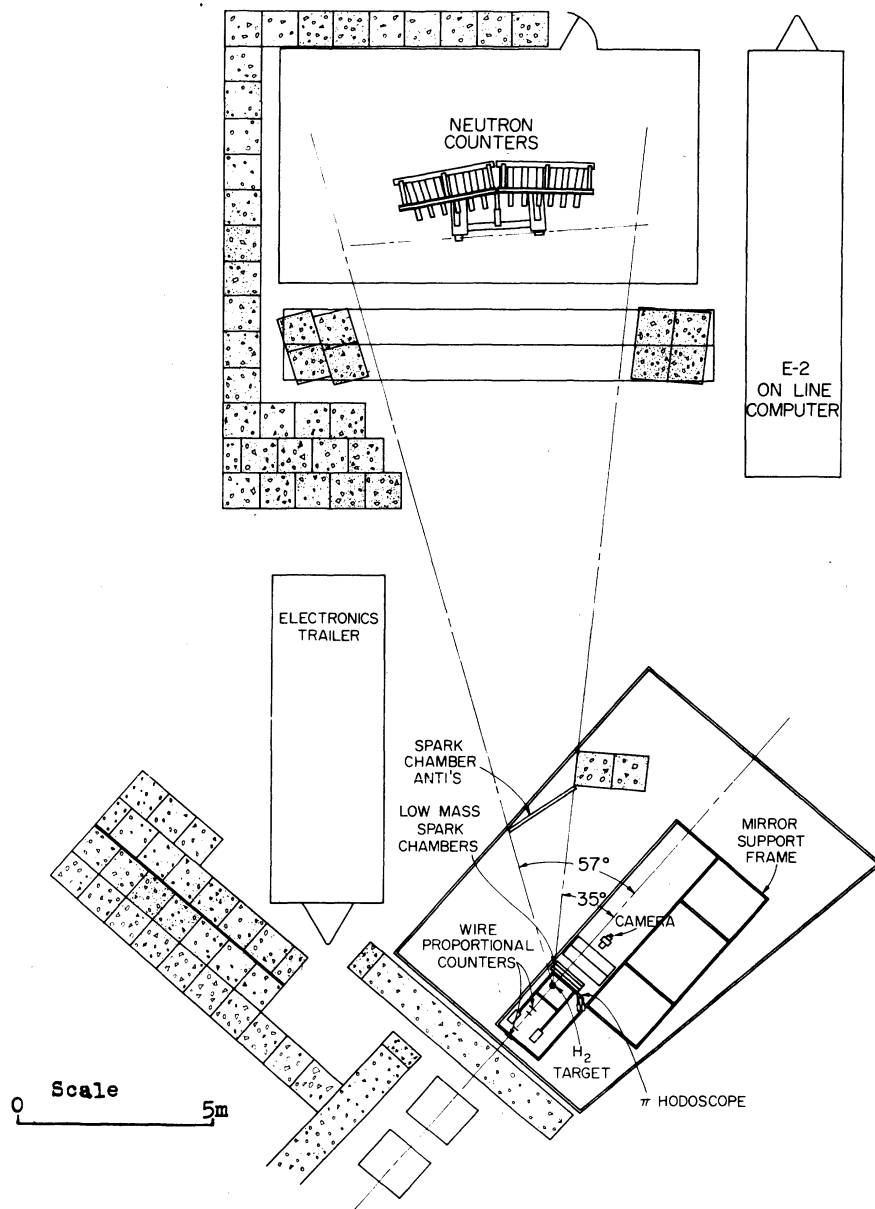 NEUTRON
COUNTERS
E-2
ON LINE
COMPUTER
ELECTRONICS
TRAILER
SPARK
CHAMBER
ANTI'S
LOW MASS
SPARK
CHAMBERS
MIRROR
SUPPORT
FRAME
57°
35°
CAMERA
WIRE
PROPORTIONAL
COUNTERS
H2
TARGET
π HODOSCOPE
Scale
0 5m